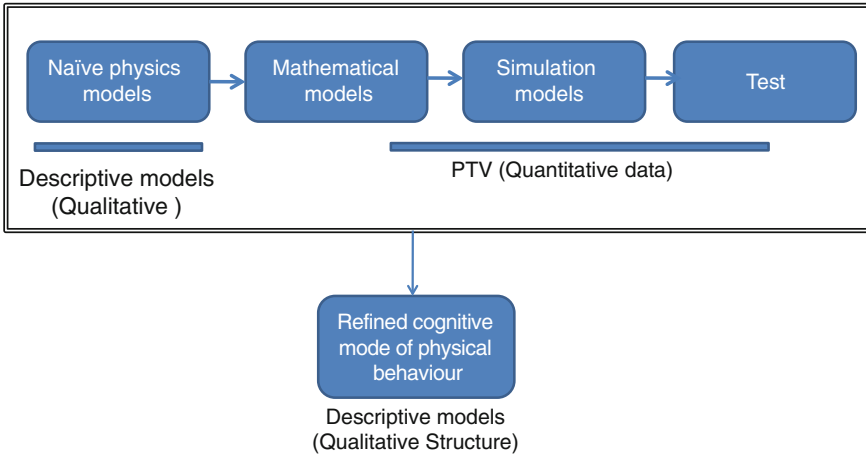 Naïve physics
models
Mathematical
models
Simulation
models
Test
Descriptive models
(Qualitative )
PTV (Quantitative data)
Refined cognitive
mode of physical
behaviour
Descriptive models
(Qualitative Structure)